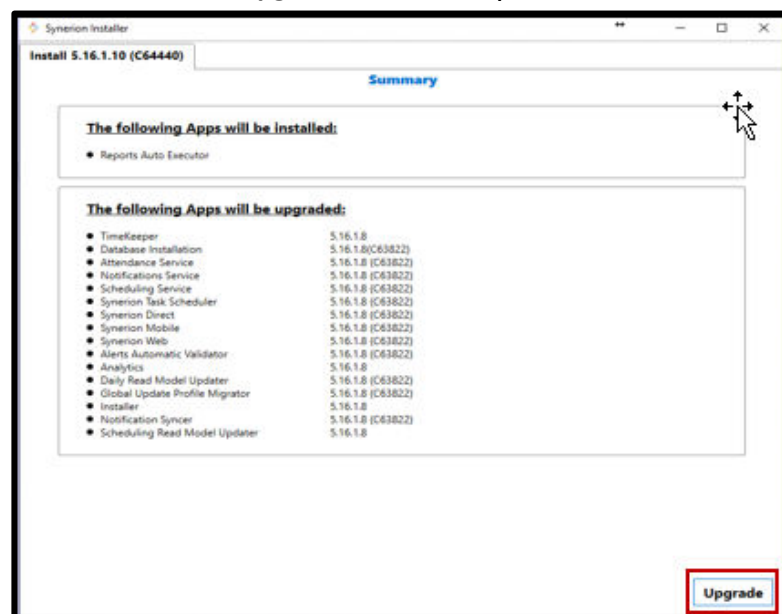 Synerion Installer
Install 5.16.1.10 (C64440)
Summary
The following Apps will be installed:
Reports Auto Executor
The following Apps will be upgraded:
TimeKeeper 5.16.1.8
Database Installation 5.16.1.8(C63822)
Attendance Service 5.16.1.8 (C63822)
Notifications Service 5.16.1.8 (C63822)
Scheduling Service 5.16.1.8 (C63822)
Synerion Task Scheduler 5.16.1.8 (C63822)
Synerion Direct 5.16.1.8 (C63822)
Synerion Mobile 5.16.1.8 (C63822)
Synerion Web 5.16.1.8 (C63822)
Alerts Automatic Validator 5.16.1.8 (C63822)
Analytics 5.16.1.8
Daily Read Model Updater 5.16.1.8 (C63822)
Global Update Profile Migrator 5.16.1.8 (C63822)
Installer 5.16.1.8
Notification Syncer 5.16.1.8 (C63822)
Scheduling Read Model Updater 5.16.1.8
Upgrade